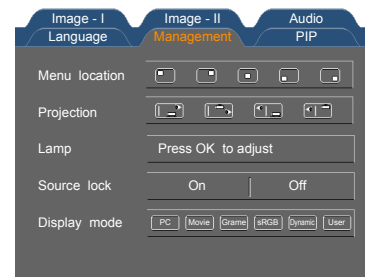 Image - I Image - II Audio
Language Management PIP
Menu location
Projection
Lamp Press OK to adjust
Source lock On Off
Display mode PC Movie Grame sRGB Dynamic User